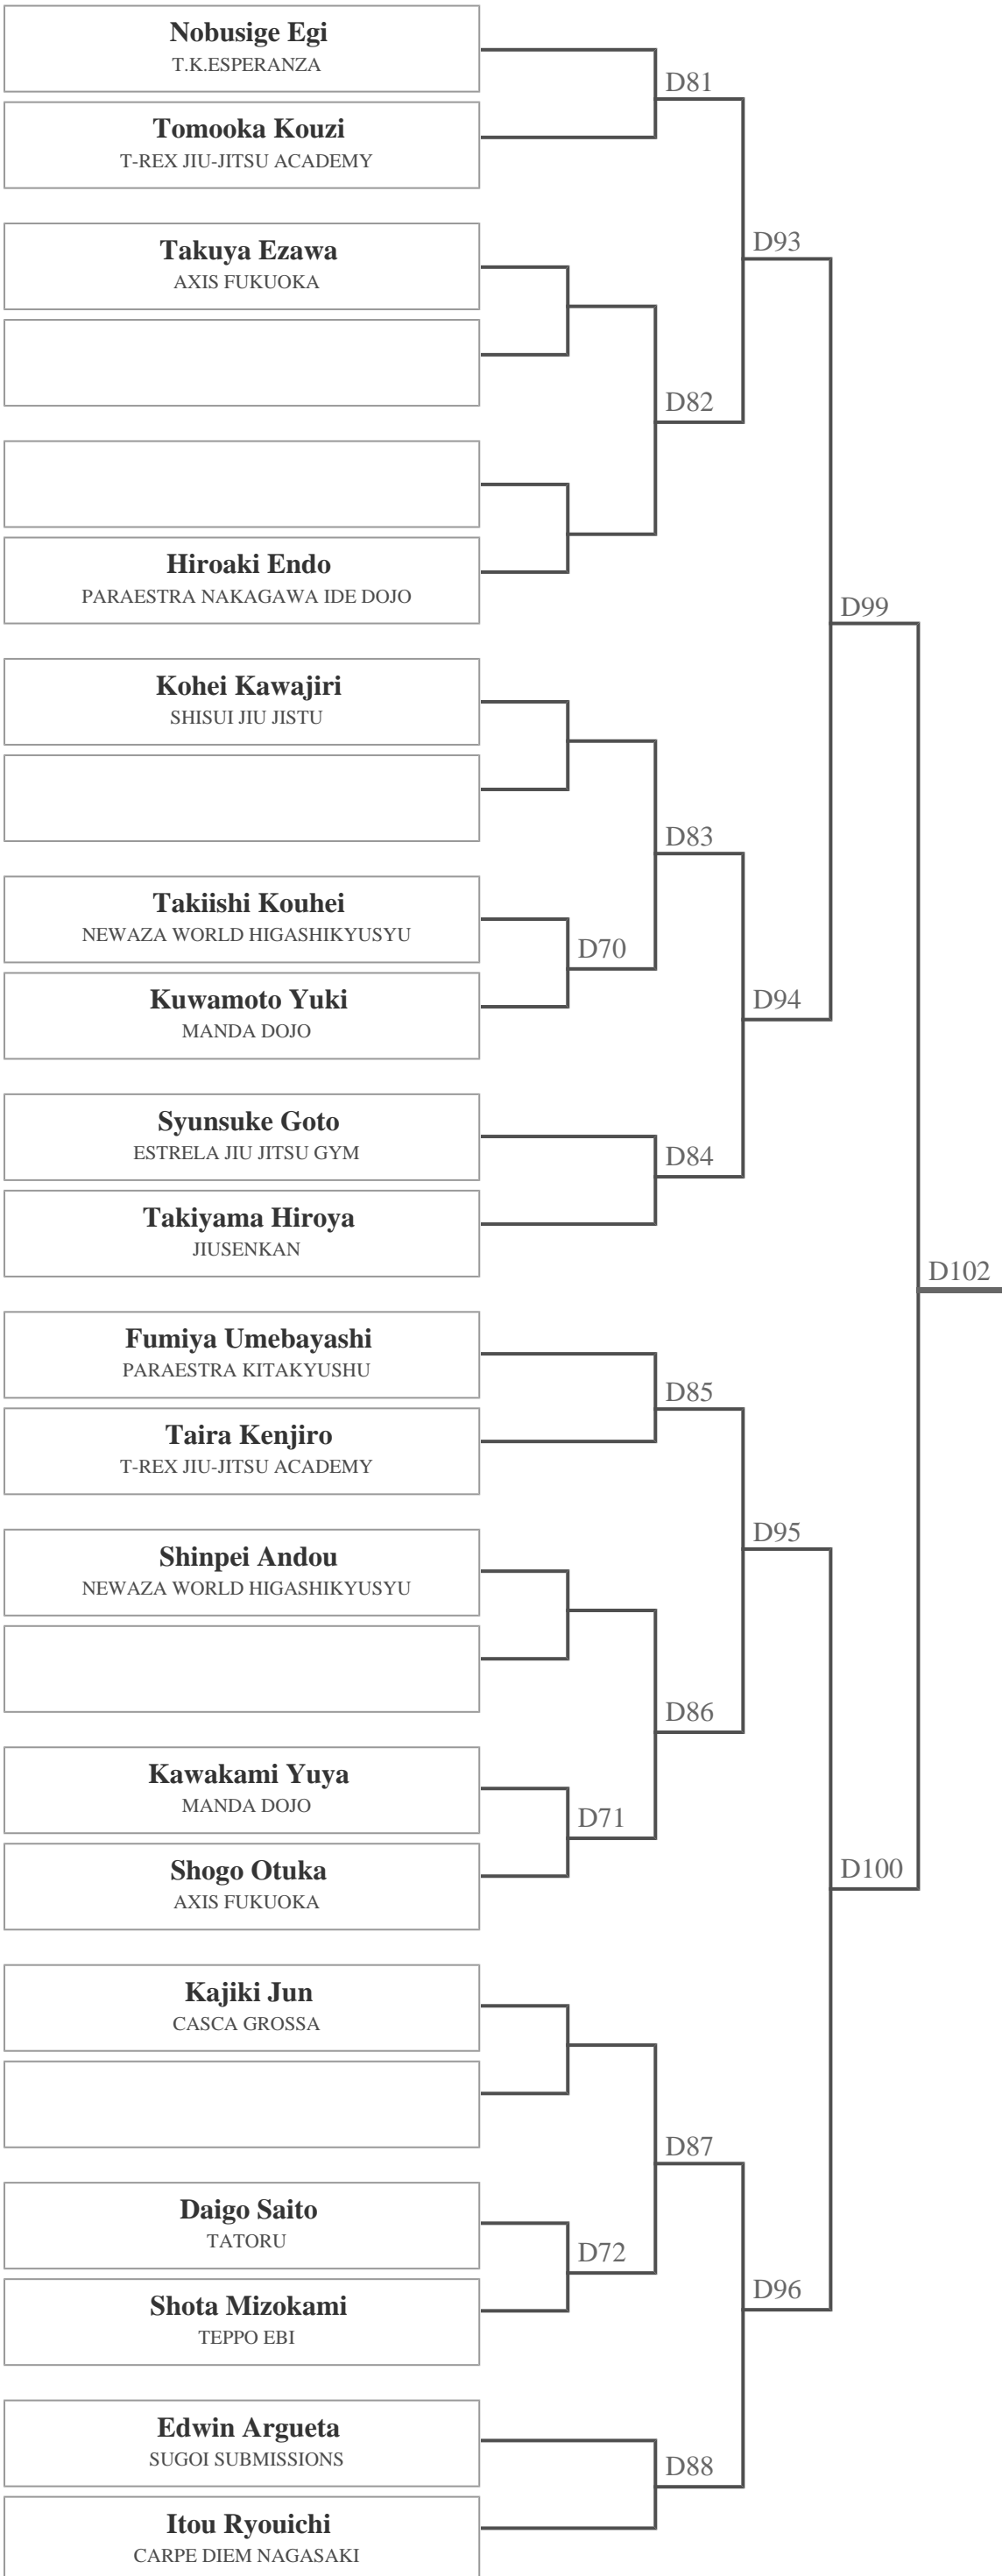 Nobusige Egi
T.K.ESPERANZA
D81
Tomooka Kouzi
T-REX JIU-JITSU ACADEMY
Takuya Ezawa
AXIS FUKUOKA
D93
D82
Hiroaki Endo
PARAESTRA NAKAGAWA IDE DOJO
D99
Kohei Kawajiri
SHISUI JIU JISTU
D83
Takiishi Kouhei
NEWAZA WORLD HIGASHIKYUSYU
D70
Kuwamoto Yuki
MANDA DOJO
D94
Syunsuke Goto
ESTRELA JIU JITSU GYM
D84
Takiyama Hiroya
JIUSENKAN
D102
Fumiya Umebayashi
PARAESTRA KITAKYUSHU
D85
Taira Kenjiro
T-REX JIU-JITSU ACADEMY
D95
Shinpei Andou
NEWAZA WORLD HIGASHIKYUSYU
D86
Kawakami Yuya
MANDA DOJO
D71
Shogo Otuka
AXIS FUKUOKA
D100
Kajiki Jun
CASCA GROSSA
D87
Daigo Saito
TATORU
D72
Shota Mizokami
TEPPO EBI
D96
Edwin Argueta
SUGOI SUBMISSIONS
D88
Itou Ryouichi
CARPE DIEM NAGASAKI